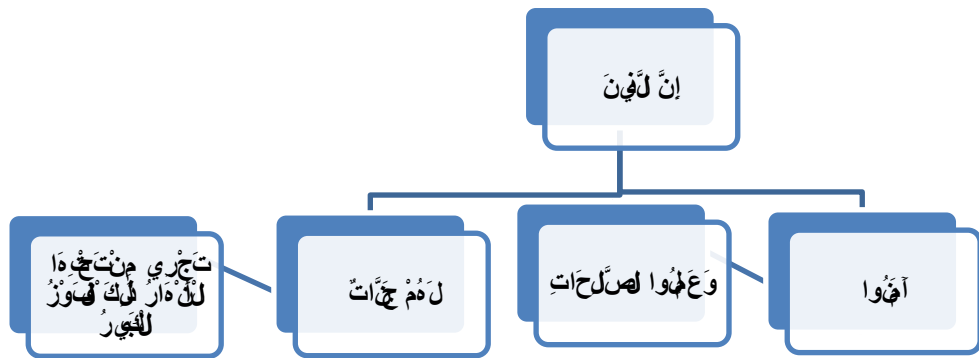 إِنَّ الَّذِينَ
آمَنُوا
وَعَمِلُوا الصَّالِحَاتِ
لَهُمْ جَنَّاتٌ
تَجْرِي مِنْ تَحْتِهَا
الْأَنْهَارُ ذَلِكَ الْفَوْزُ
الْكَبِيرُ